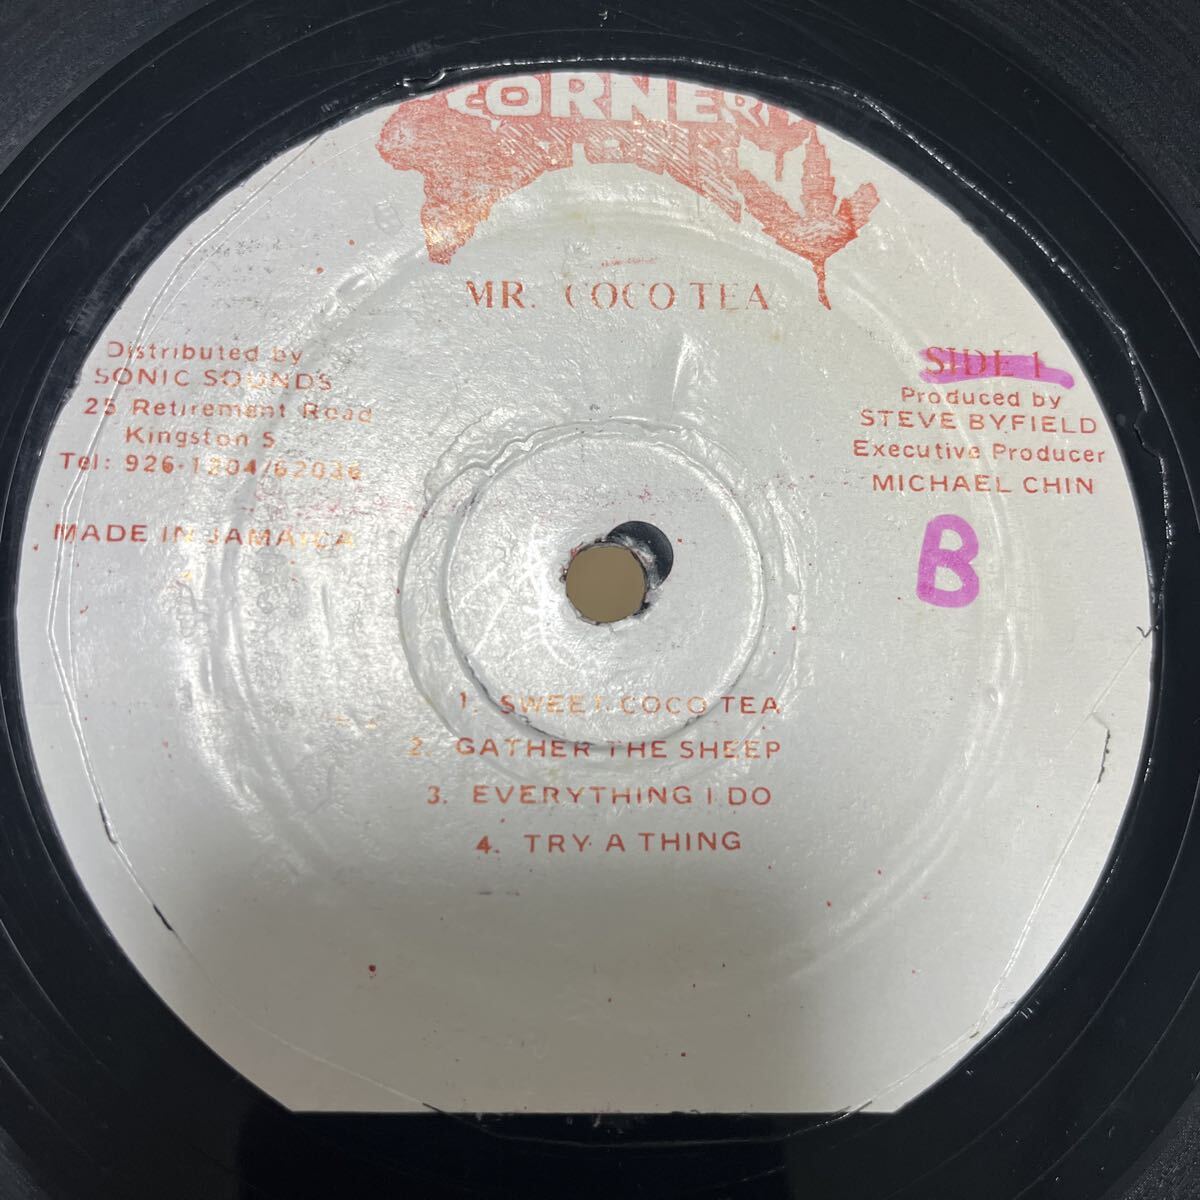 CORNER
MR. COCO TEA
Distributed by
SONIC SOUNDS
25 Retirement Road
Kingston 5
Tel: 926-1204/62036
MADE IN JAMAICA
SIDE 1
Produced by
STEVE BYFIELD
Executive Producer
MICHAEL CHIN
B
1. SWEET COCO TEA
2. GATHER THE SHEEP
3. EVERYTHING I DO
4. TRY A THING